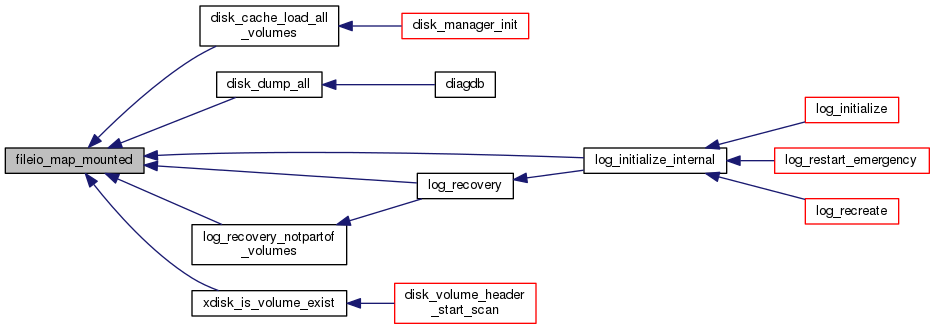 disk_cache_load_all
_volumes
disk_manager_init
disk_dump_all
diagdb
fileio_map_mounted
log_initialize_internal
log_initialize
log_restart_emergency
log_recreate
log_recovery
log_recovery_notpartof
_volumes
xdisk_is_volume_exist
disk_volume_header
_start_scan